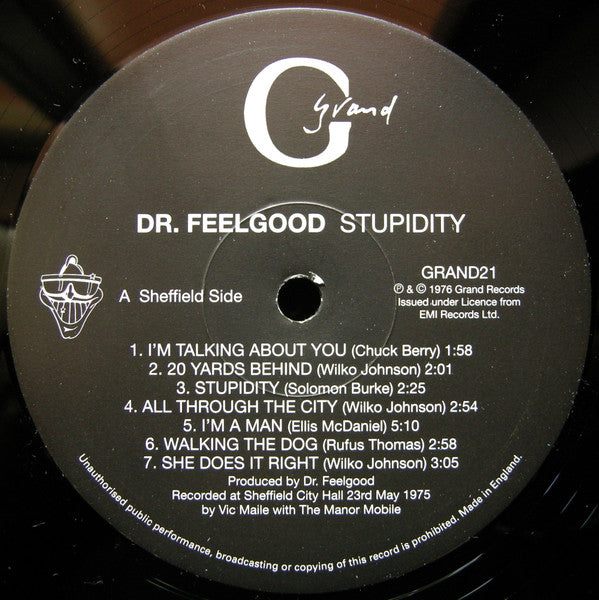 G grand
DR. FEELGOOD STUPIDITY
GRAND21
℗ & © 1976 Grand Records
Issued under Licence from
EMI Records Ltd.
A Sheffield Side
1. I'M TALKING ABOUT YOU (Chuck Berry) 1:58
2. 20 YARDS BEHIND (Wilko Johnson) 2:01
3. STUPIDITY (Solomon Burke) 2:25
4. ALL THROUGH THE CITY (Wilko Johnson) 2:54
5. I'M A MAN (Ellis McDaniel) 5:10
6. WALKING THE DOG (Rufus Thomas) 2:58
7. SHE DOES IT RIGHT (Wilko Johnson) 3:05
Produced by Dr. Feelgood
Recorded at Sheffield City Hall 23rd May 1975
by Vic Maile with The Manor Mobile
Unauthorised public performance, broadcasting or copying of this record is prohibited. Made in England.